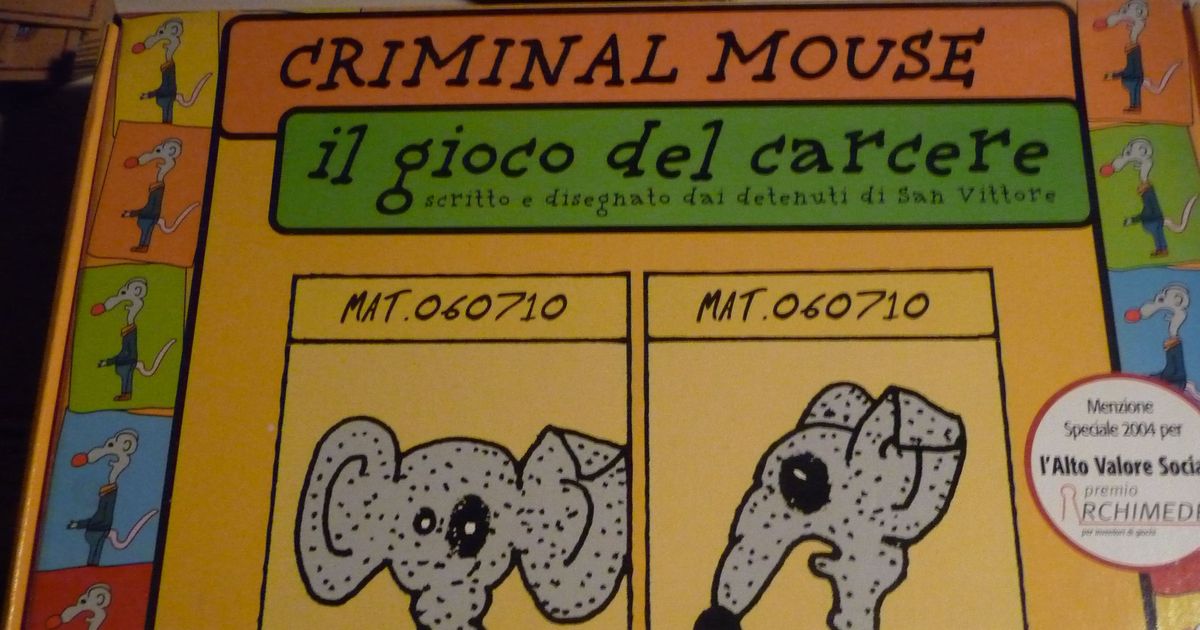 CRIMINAL MOUSE
il gioco del carcere
scritto e disegnato dai detenuti di San Vittore
MAT.060710
MAT.060710
Menzione
Speciale 2004 per
l'Alto Valore Socia
premio
ARCHIMEDE
per inventori di giochi